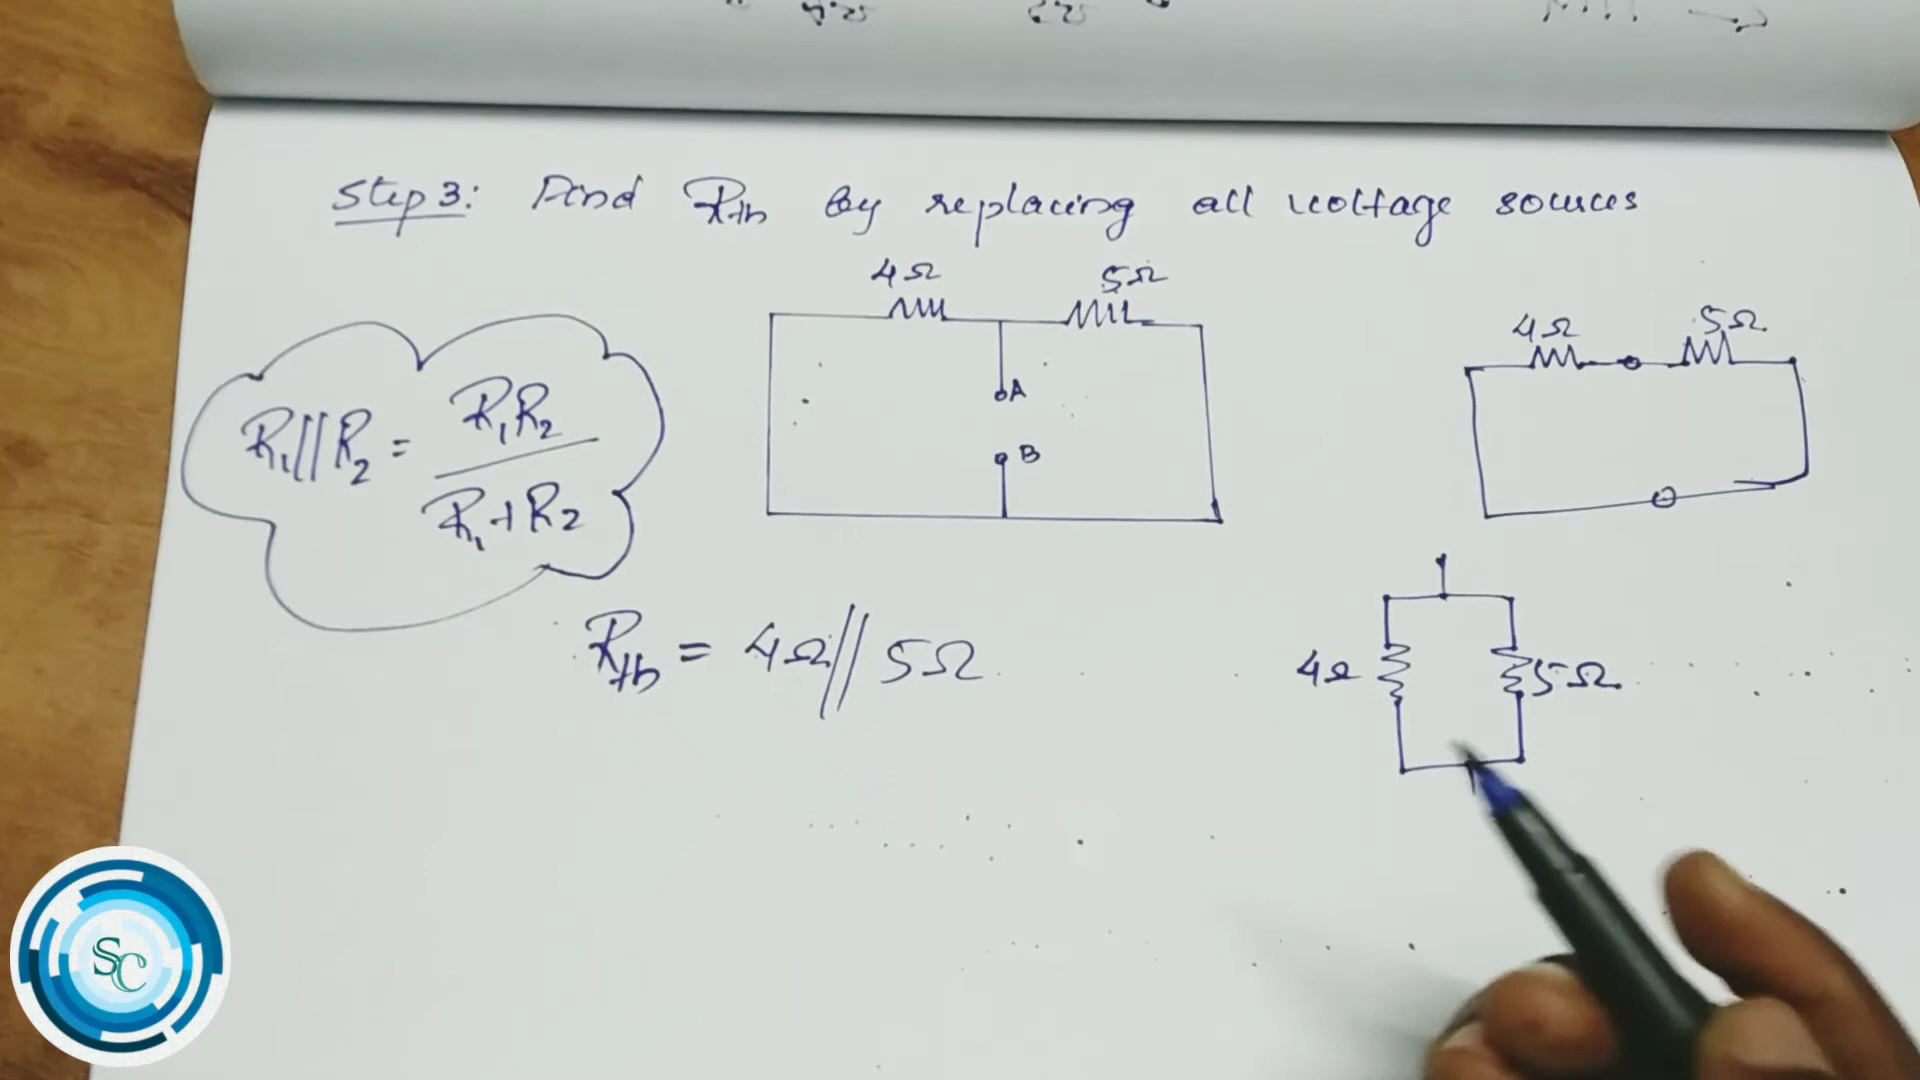 Step 3: Find Rth by replacing all voltage sources
4Ω 5Ω
A
B
4Ω 5Ω
R₁//R₂ = R₁R₂ / R₁+R₂
Rth = 4Ω // 5Ω
4Ω 5Ω
SC